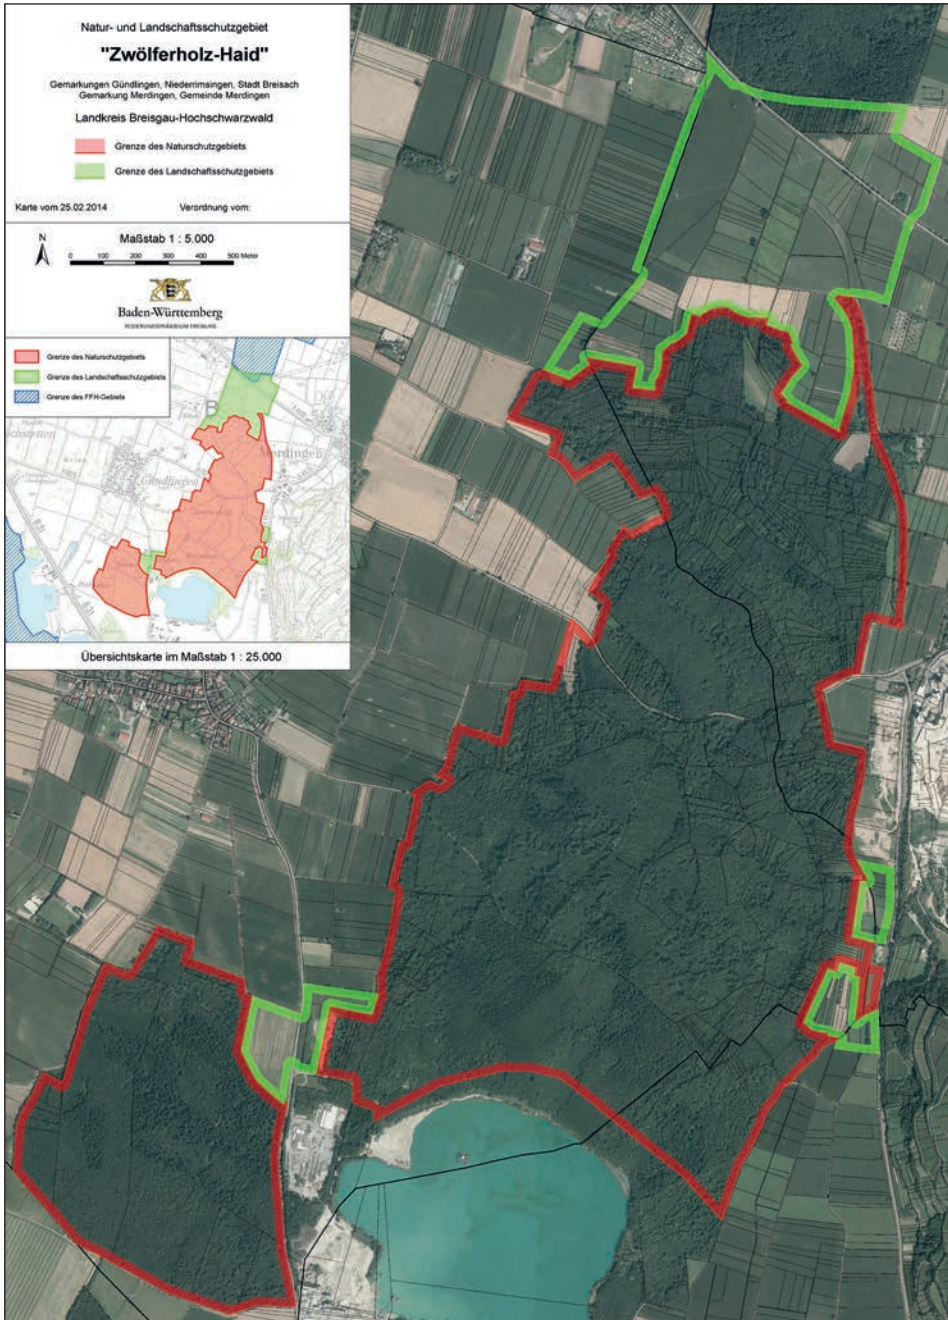 Natur- und Landschaftsschutzgebiet
"Zwölferholz-Haid"
Gemarkungen Gündlingen, Niederrimsingen, Stadt Breisach
Gemarkung Merdingen, Gemeinde Merdingen
Landkreis Breisgau-Hochschwarzwald
Grenze des Naturschutzgebiets
Grenze des Landschaftsschutzgebiets
Karte vom 25.02.2014 Verordnung vom:
N
Maßstab 1 : 5.000
0 100 200 300 400 500 Meter
Baden-Württemberg
REGIERUNGSPRÄSIDIUM FREIBURG
Grenze des Naturschutzgebiets
Grenze des Landschaftsschutzgebiets
Grenze des FFH-Gebiets
Merdingen
Gündlingen
Übersichtskarte im Maßstab 1 : 25.000